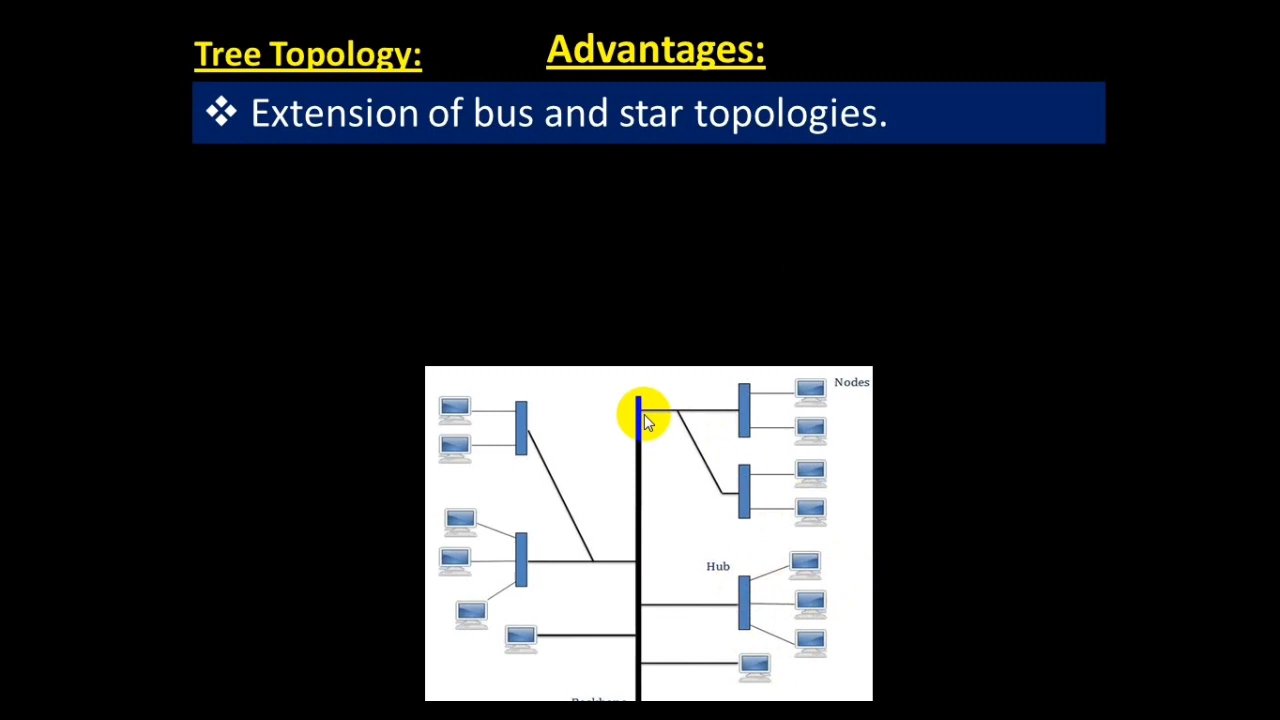 Tree Topology:
Advantages:
❖ Extension of bus and star topologies.
Nodes
Hub